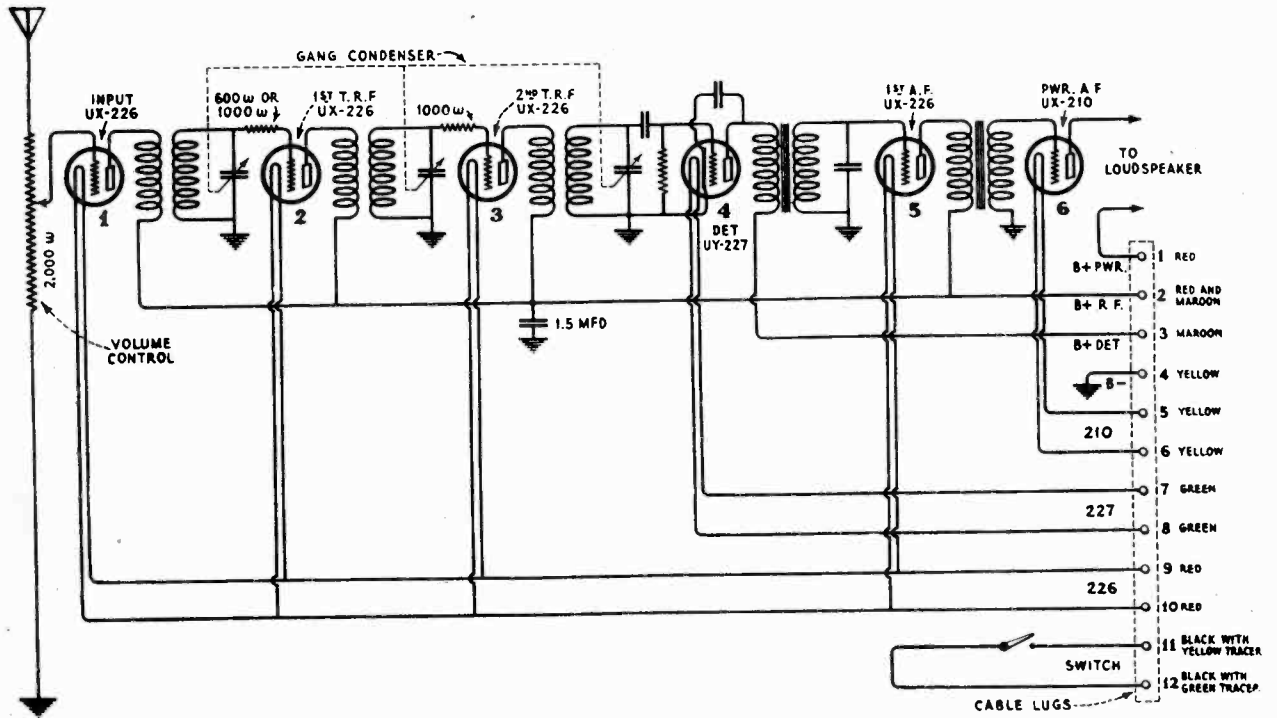 GANG CONDENSER
INPUT
UX-226
600 ω OR
1000 ω
1ST T.R.F
UX-226
1000 ω
2ND T.R.F
UX-226
1ST A.F.
UX-226
PWR. A F
UX-210
TO
LOUDSPEAKER
1
2
3
4
DET
UY-227
5
6
2,000 ω
VOLUME
CONTROL
1.5 MFD
B+ PWR.
1 RED
B+ R F.
2 RED AND
MAROON
B+ DET
3 MAROON
B-
4 YELLOW
5 YELLOW
210
6 YELLOW
7 GREEN
227
8 GREEN
9 RED
226
10 RED
11 BLACK WITH
YELLOW TRACER
SWITCH
12 BLACK WITH
GREEN TRACER
CABLE LUGS